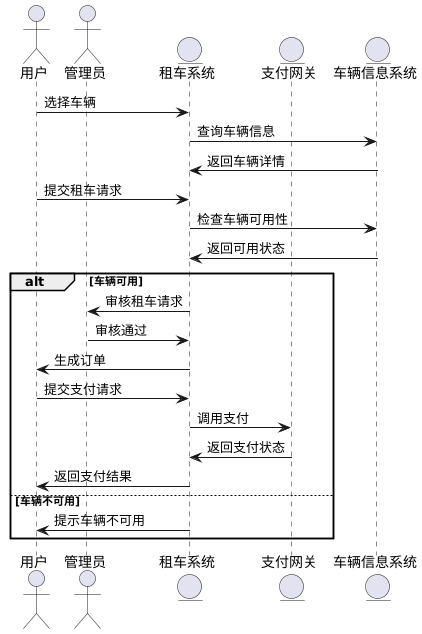 用户 管理员 租车系统 支付网关 车辆信息系统
选择车辆
查询车辆信息
返回车辆详情
提交租车请求
检查车辆可用性
返回可用状态
alt [车辆可用]
审核租车请求
审核通过
生成订单
提交支付请求
调用支付
返回支付状态
返回支付结果
[车辆不可用]
提示车辆不可用
用户 管理员 租车系统 支付网关 车辆信息系统